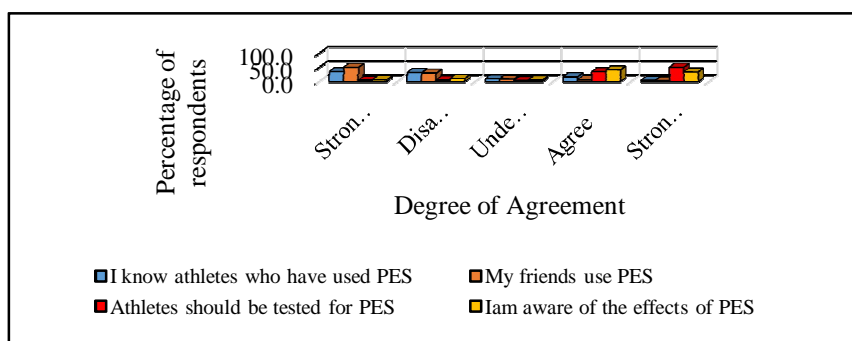 Percentage of
respondents
100.0
50.0
0.0
Stron..
Disa..
Unde..
Agree
Stron..
Degree of Agreement
I know athletes who have used PES
My friends use PES
Athletes should be tested for PES
Iam aware of the effects of PES